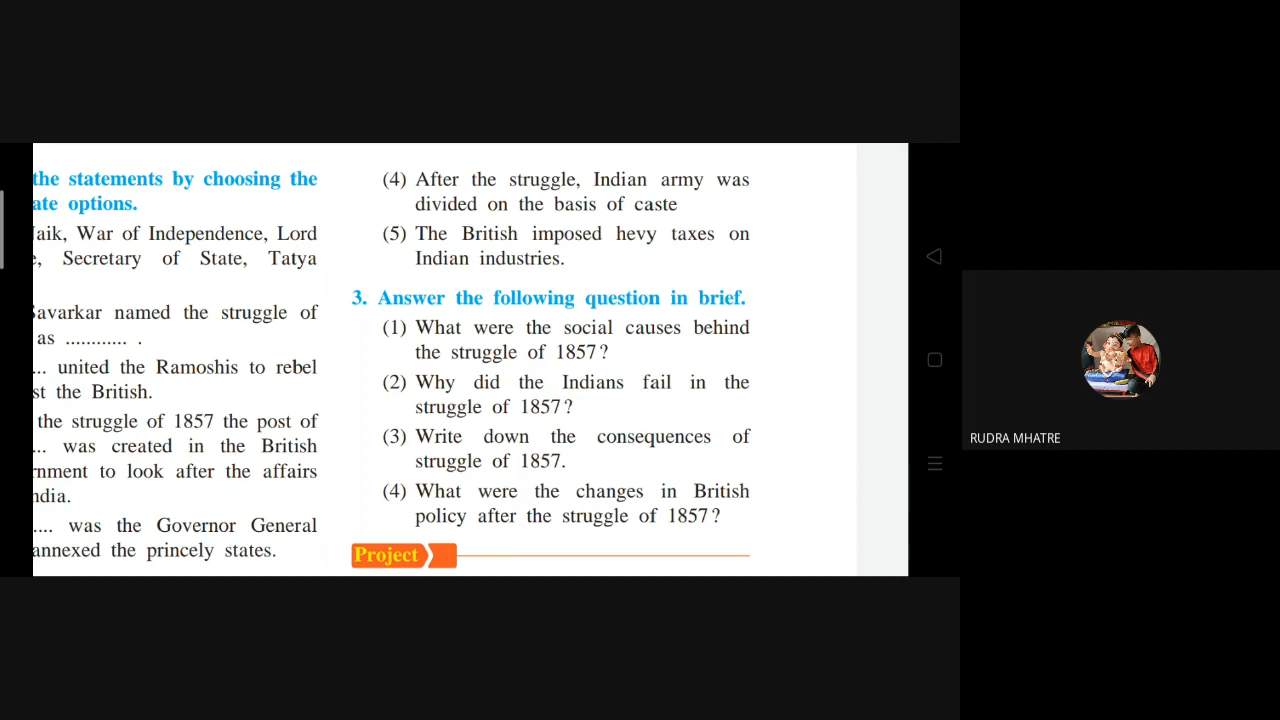 the statements by choosing the
ate options.
Naik, War of Independence, Lord
e, Secretary of State, Tatya
Savarkar named the struggle of
as ............ .
... united the Ramoshis to rebel
st the British.
the struggle of 1857 the post of
... was created in the British
rnment to look after the affairs
ndia.
.... was the Governor General
annexed the princely states.
(4) After the struggle, Indian army was
divided on the basis of caste
(5) The British imposed hevy taxes on
Indian industries.
3. Answer the following question in brief.
(1) What were the social causes behind
the struggle of 1857?
(2) Why did the Indians fail in the
struggle of 1857?
(3) Write down the consequences of
struggle of 1857.
(4) What were the changes in British
policy after the struggle of 1857?
Project
RUDRA MHATRE